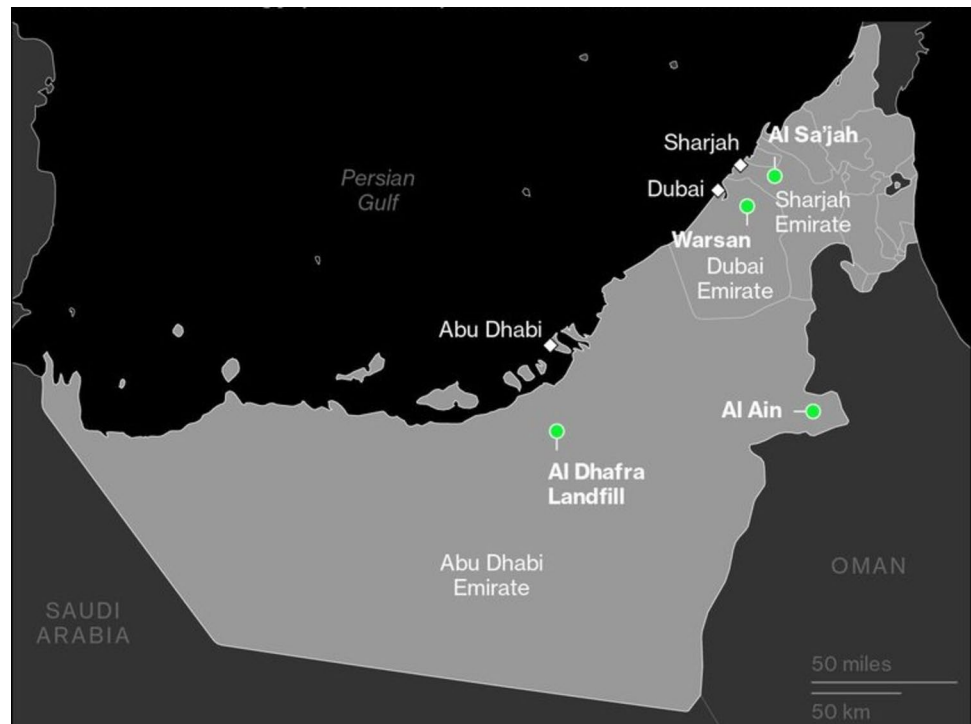 Al Sa'jah
Sharjah
Persian
Gulf
Dubai
Sharjah
Emirate
Warsan
Dubai
Emirate
Abu Dhabi
Al Ain
Al Dhafra
Landfill
Abu Dhabi
Emirate
OMAN
SAUDI
ARABIA
50 miles
50 km